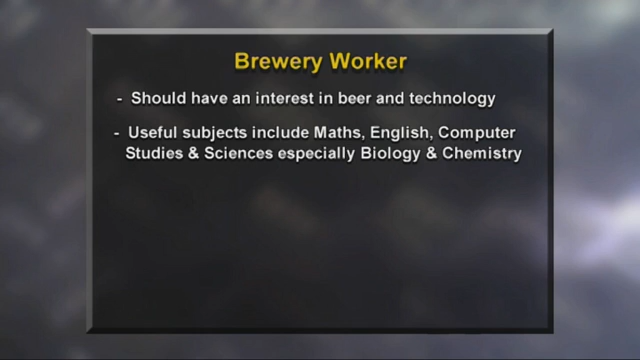 Brewery Worker
- Should have an interest in beer and technology
- Useful subjects include Maths, English, Computer
Studies & Sciences especially Biology & Chemistry